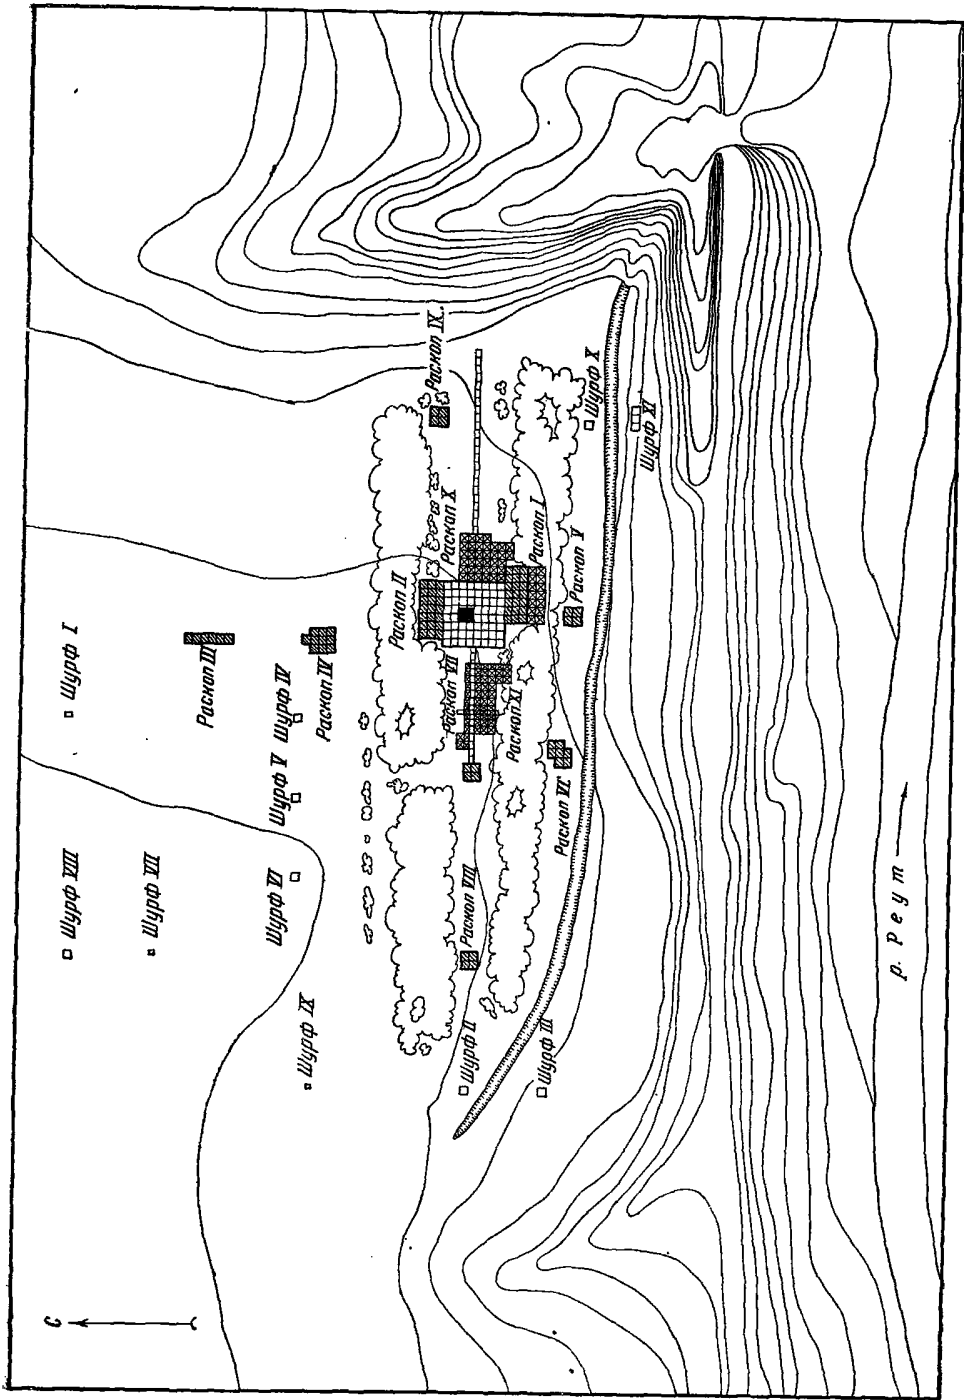 С
Шурф VIII
Шурф I
Шурф VII
Раскоп III
Шурф IX
Шурф VI
Шурф V
Шурф IV
Раскоп IV
Раскоп II
Раскоп IX
Раскоп VII
Раскоп X
Шурф II
Раскоп VIII
Раскоп XI
Раскоп I
Шурф III
Раскоп VI
Раскоп V
Шурф X
Шурф XI
р. Реут